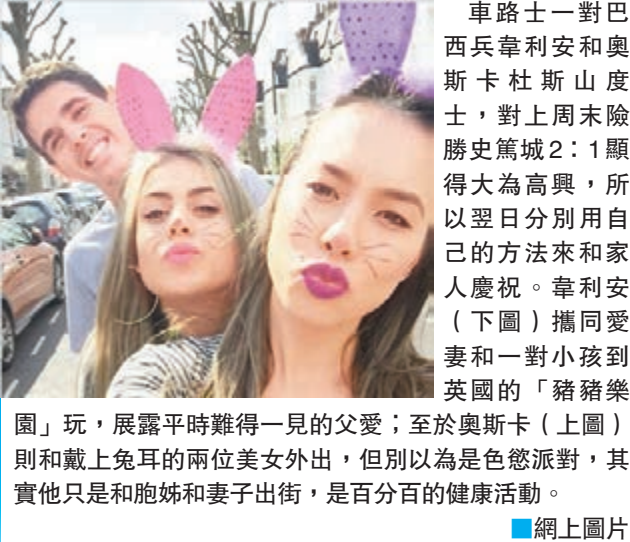 車路士一對巴
西兵韋利安和奧
斯卡杜斯山度
士，對上周末險
勝史篤城2：1顯
得大為高興，所
以翌日分別用自
己的方法來和家
人慶祝。韋利安
（下圖）攜同愛
妻和一對小孩到
英國的「豬豬樂
園」玩，展露平時難得一見的父愛；至於奧斯卡（上圖）
則和戴上兔耳的兩位美女外出，但別以為是色慾派對，其
實他只是和胞姊和妻子出街，是百分百的健康活動。
■網上圖片